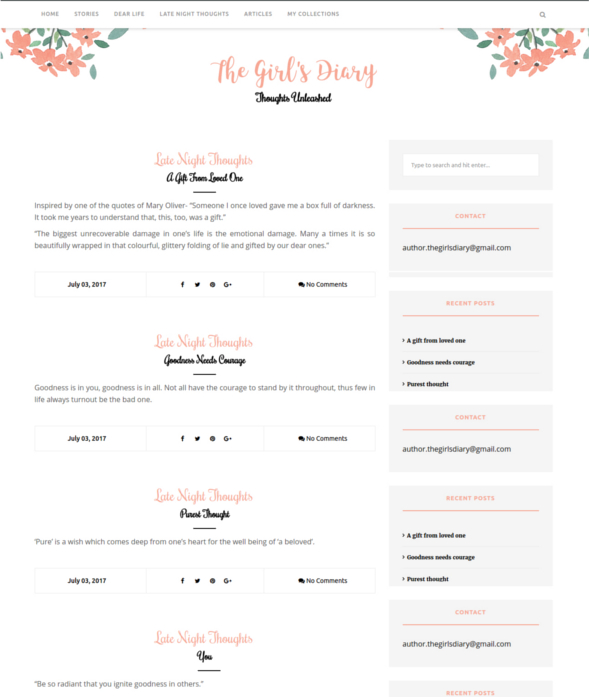 HOME STORIES DEAR LIFE LATE NIGHT THOUGHTS ARTICLES MY COLLECTIONS
The Girl's Diary
Thoughts Unleashed
Late Night Thoughts
A Gift From Loved One
Inspired by one of the quotes of Mary Oliver- “Someone I once loved gave me a box full of darkness.
It took me years to understand that, this, too, was a gift.”
“The biggest unrecoverable damage in one’s life is the emotional damage. Many a times it is so
beautifully wrapped in that colourful, glittery folding of lie and gifted by our dear ones.”
July 03, 2017 No Comments
Late Night Thoughts
Goodness Needs Courage
Goodness is in you, goodness is in all. Not all have the courage to stand by it throughout, thus few in
life always turnout be the bad one.
July 03, 2017 No Comments
Late Night Thoughts
Purest Thought
‘Pure’ is a wish which comes deep from one’s heart for the well being of ‘a beloved’.
July 03, 2017 No Comments
Late Night Thoughts
You
“Be so radiant that you ignite goodness in others.”
Type to search and hit enter...
CONTACT
author.thegirlsdiary@gmail.com
RECENT POSTS
A gift from loved one
Goodness needs courage
Purest thought
CONTACT
author.thegirlsdiary@gmail.com
RECENT POSTS
A gift from loved one
Goodness needs courage
Purest thought
CONTACT
author.thegirlsdiary@gmail.com
RECENT POSTS